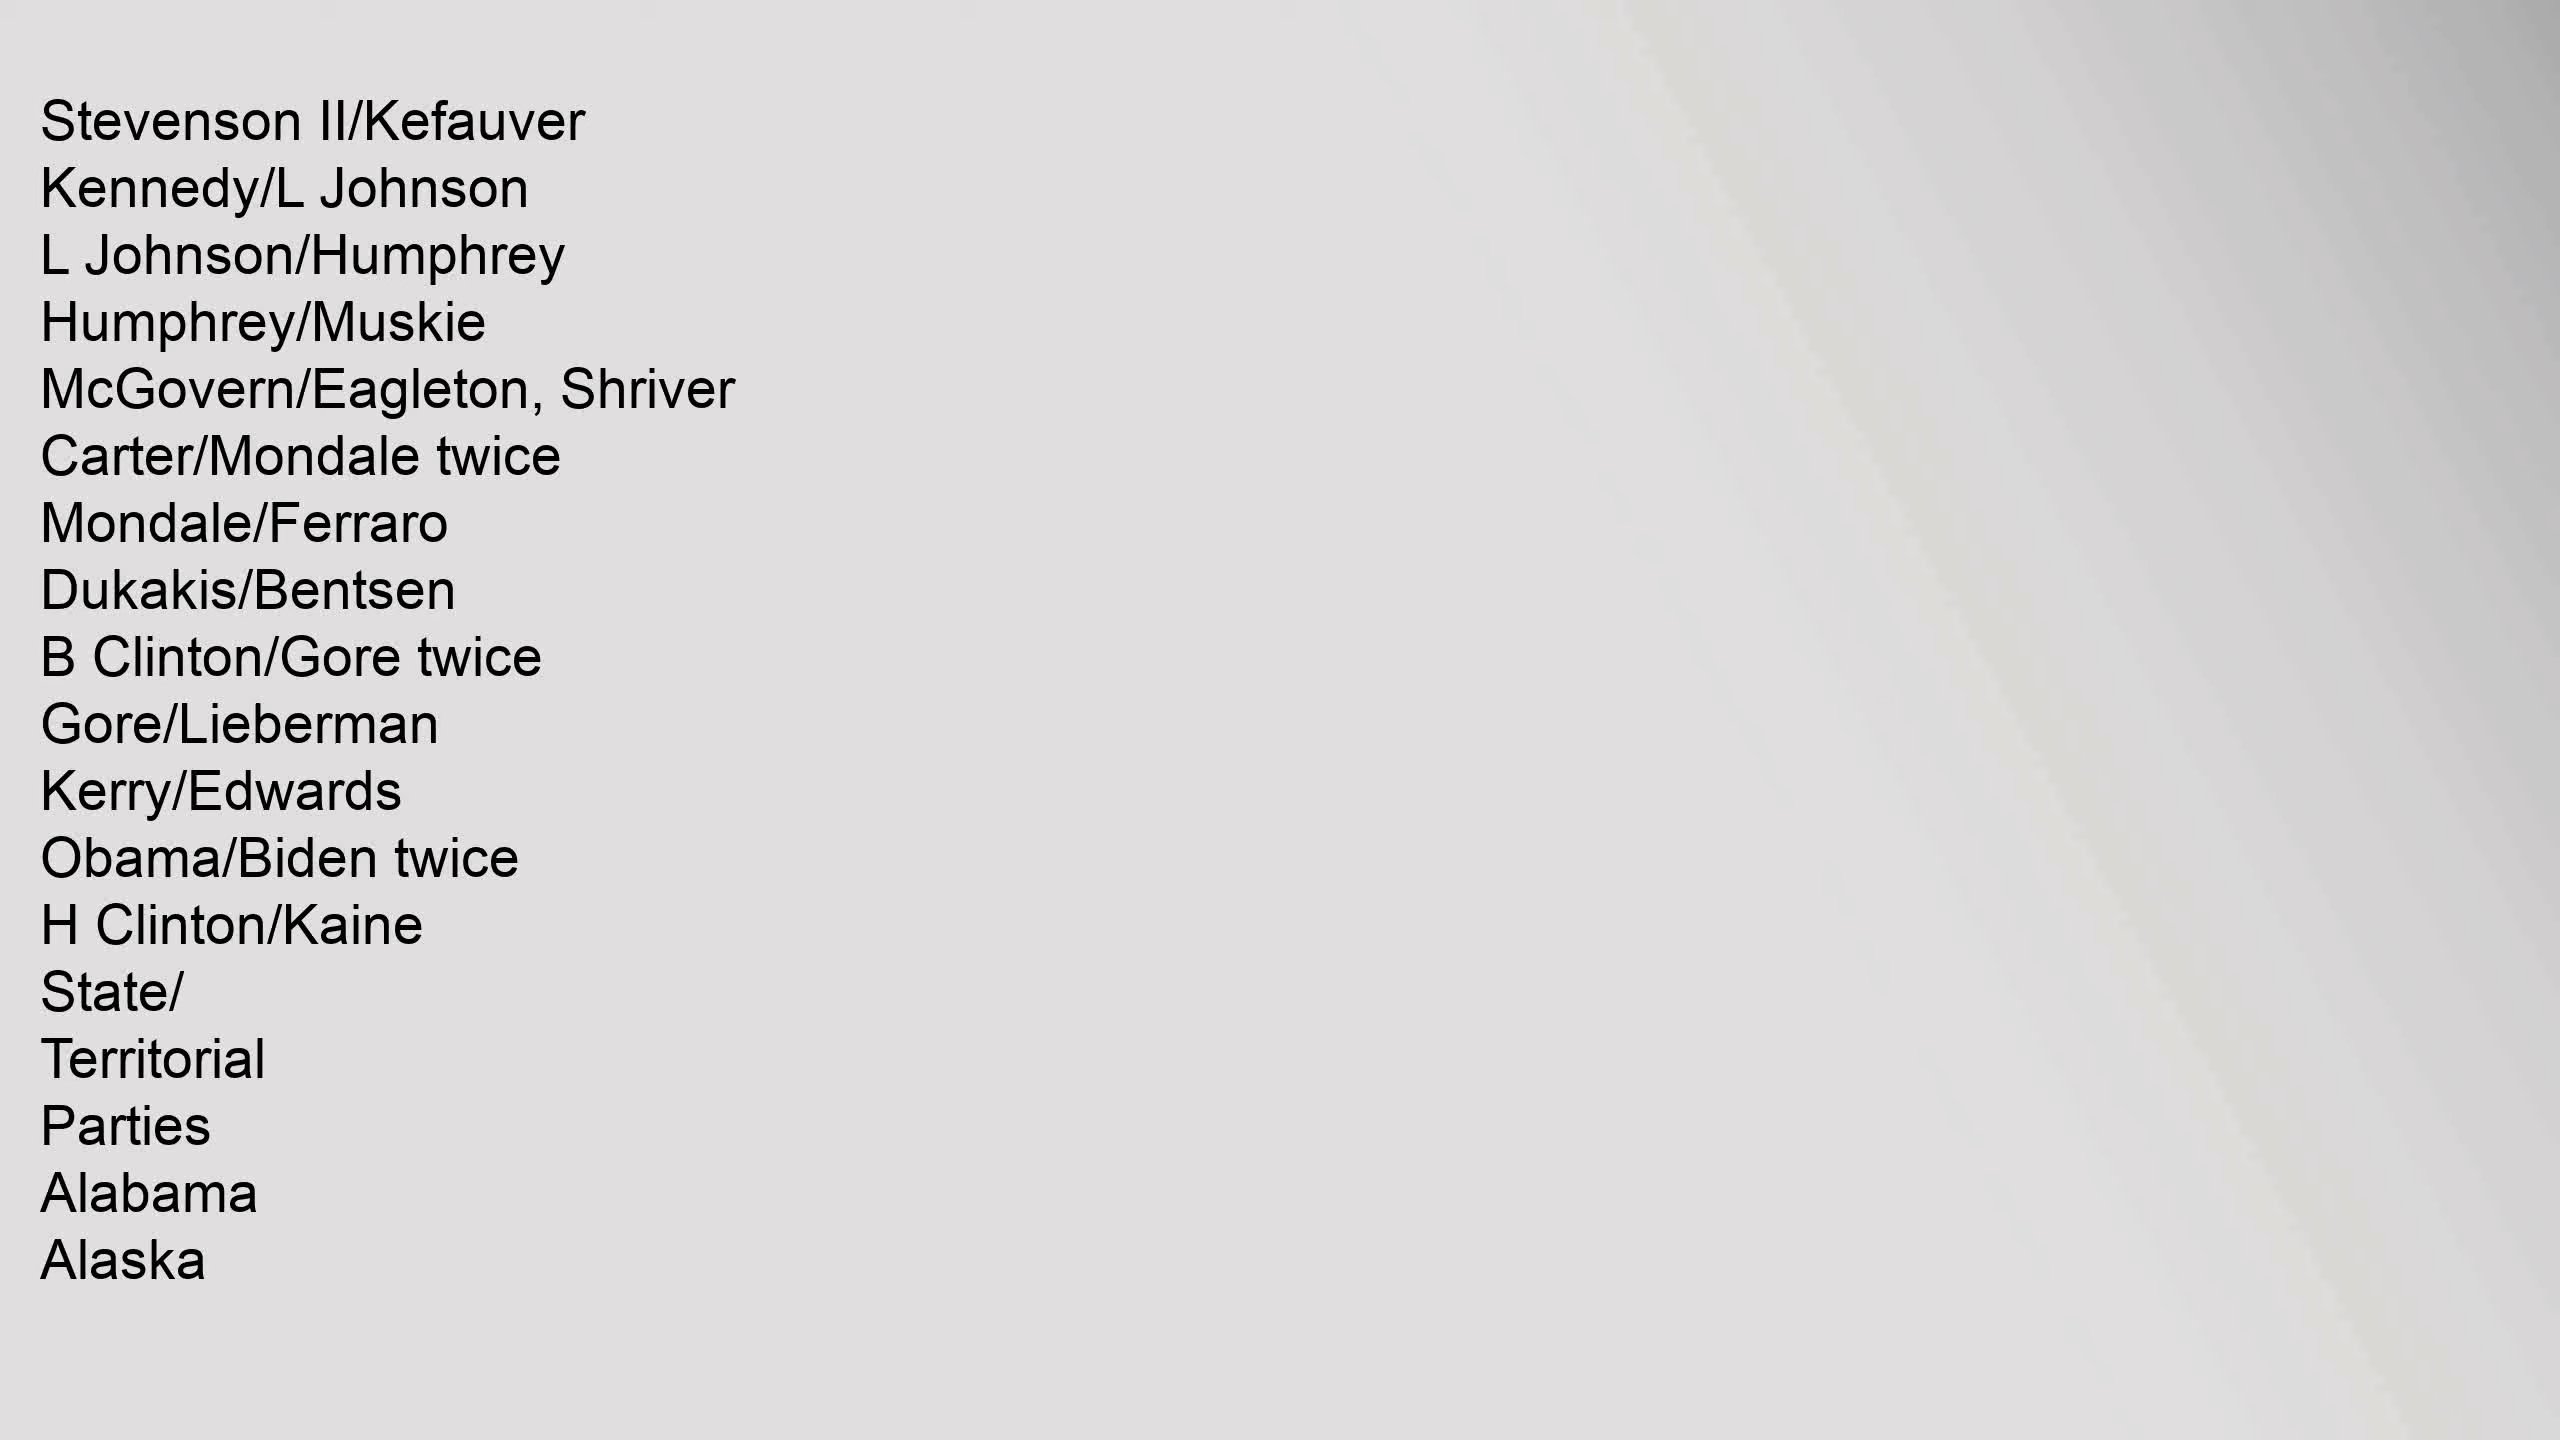 Stevenson II/Kefauver
Kennedy/L Johnson
L Johnson/Humphrey
Humphrey/Muskie
McGovern/Eagleton, Shriver
Carter/Mondale twice
Mondale/Ferraro
Dukakis/Bentsen
B Clinton/Gore twice
Gore/Lieberman
Kerry/Edwards
Obama/Biden twice
H Clinton/Kaine
State/
Territorial
Parties
Alabama
Alaska